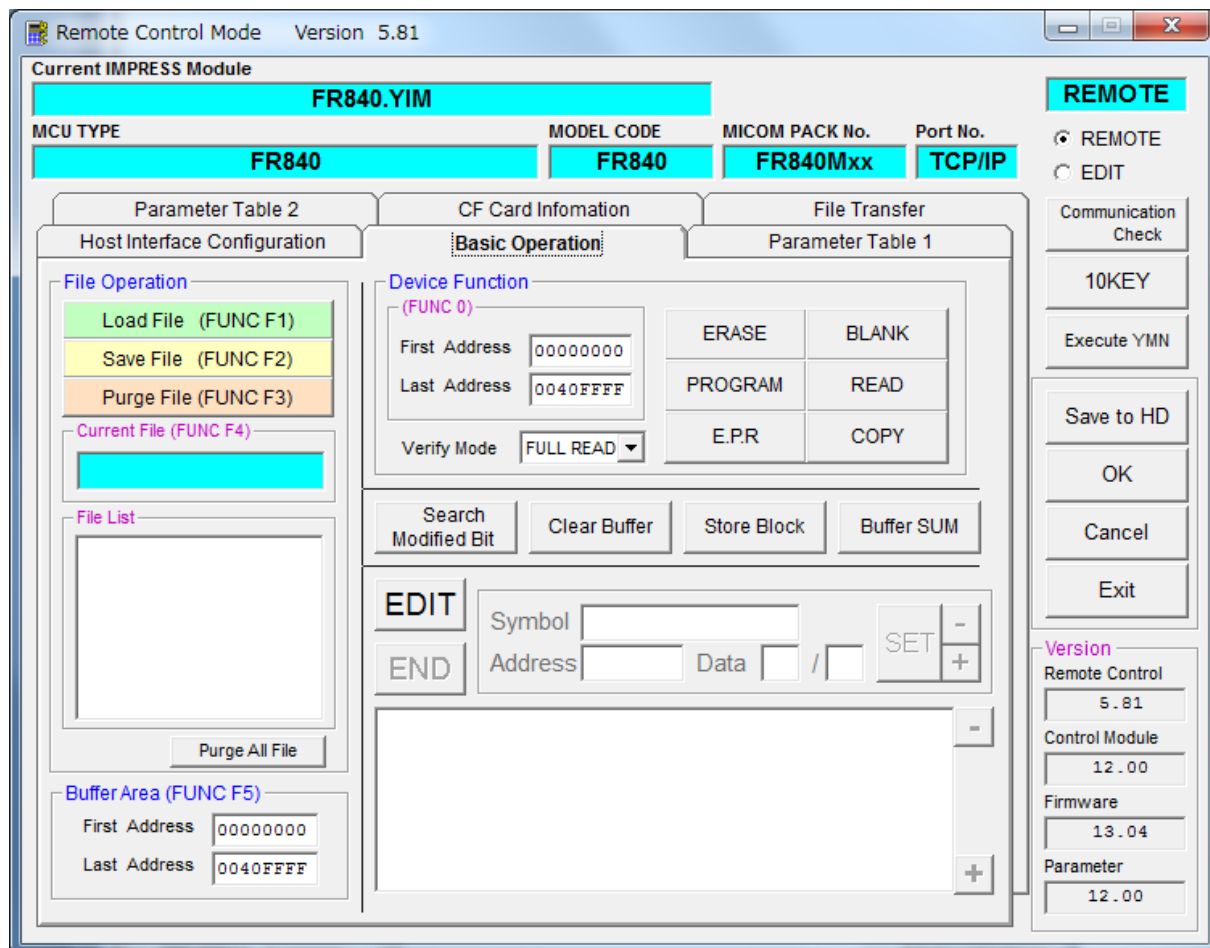 Remote Control Mode Version 5.81
Current IMPRESS Module
FR840.YIM
MCU TYPE MODEL CODE MICOM PACK No. Port No.
FR840 FR840 FR840Mxx TCP/IP
REMOTE
REMOTE
EDIT
Communication
Check
10KEY
Execute YMN
Parameter Table 2 CF Card Infomation File Transfer
Host Interface Configuration Basic Operation Parameter Table 1
File Operation
Load File (FUNC F1)
Save File (FUNC F2)
Purge File (FUNC F3)
Current File (FUNC F4)
File List
Purge All File
Buffer Area (FUNC F5)
First Address 00000000
Last Address 0040FFFF
Device Function
(FUNC 0)
First Address 00000000
Last Address 0040FFFF
Verify Mode FULL READ
ERASE BLANK
PROGRAM READ
E.P.R COPY
Search
Modified Bit
Clear Buffer
Store Block
Buffer SUM
EDIT
END
Symbol
Address Data /
SET
-
+
-
+
Save to HD
OK
Cancel
Exit
Version
Remote Control
5.81
Control Module
12.00
Firmware
13.04
Parameter
12.00